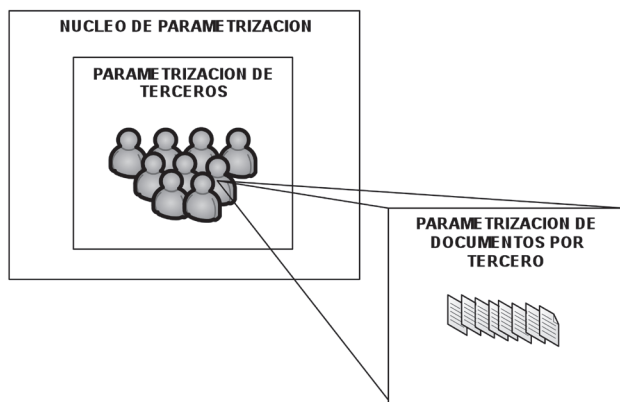 NUCLEO DE PARAMETRIZACION
PARAMETRIZACION DE
TERCEROS
PARAMETRIZACION DE
DOCUMENTOS POR
TERCERO